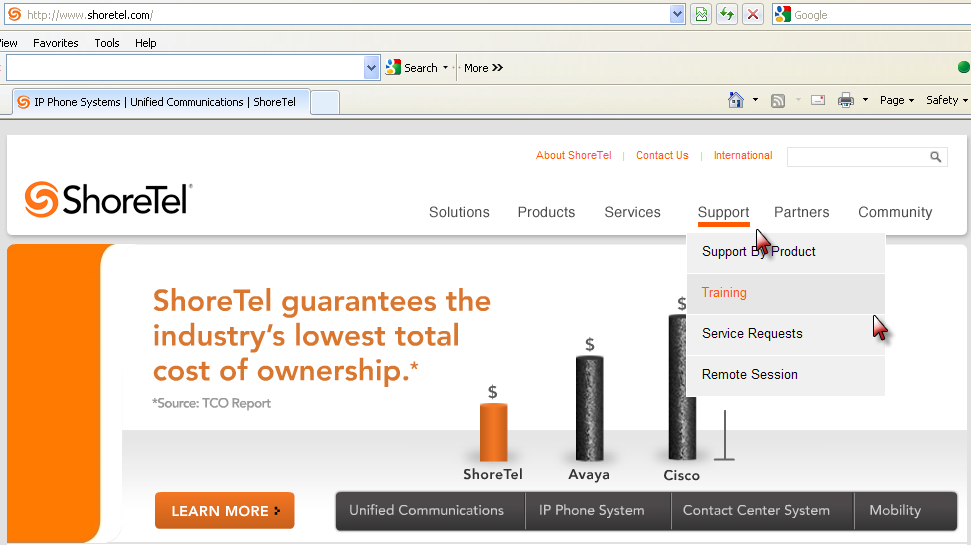 http://www.shoretel.com/
Google
iew Favorites Tools Help
Search More »
IP Phone Systems | Unified Communications | ShoreTel
Page Safety
About ShoreTel | Contact Us | International
ShoreTel®
Solutions Products Services Support Partners Community
Support By Product
Training
Service Requests
Remote Session
ShoreTel guarantees the
industry's lowest total
cost of ownership.*
*Source: TCO Report
$
$
$
ShoreTel Avaya Cisco
LEARN MORE
Unified Communications IP Phone System Contact Center System Mobility